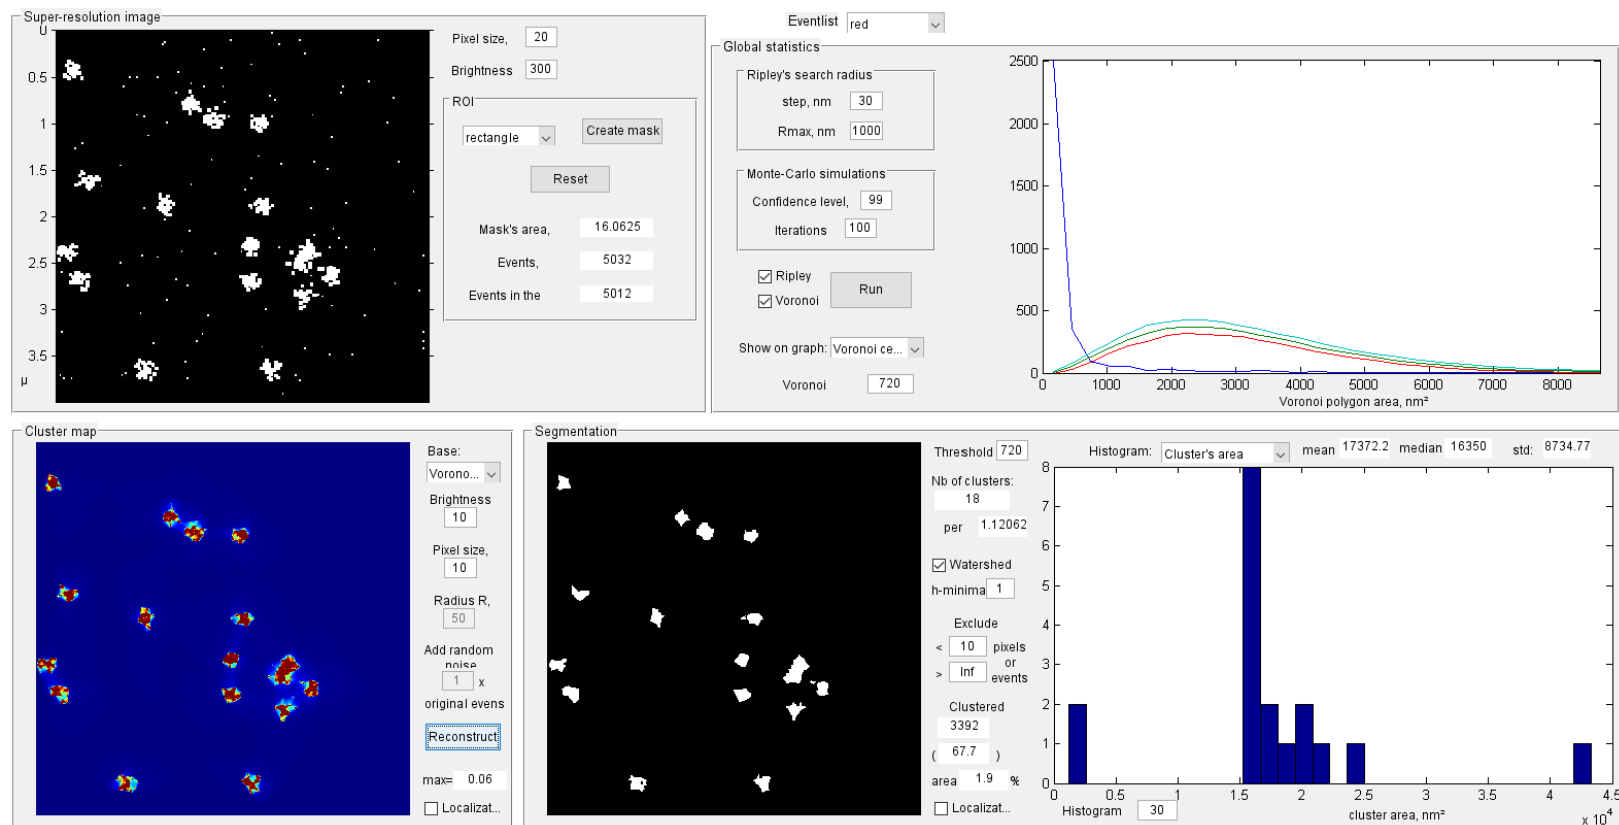 Super-resolution image
0
0.5
1
1.5
2
2.5
3
3.5
μ
Pixel size, 20
Brightness 300
ROI
rectangle Create mask
Reset
Mask's area, 16.0625
Events, 5032
Events in the 5012
Eventlist red
Global statistics
Ripley's search radius
step, nm 30
Rmax, nm 1000
Monte-Carlo simulations
Confidence level, 99
Iterations 100
Ripley
Voronoi
Run
Show on graph: Voronoi ce...
Voronoi 720
2500
2000
1500
1000
500
0
0 1000 2000 3000 4000 5000 6000 7000 8000
Voronoi polygon area, nm²
Cluster map
Base:
Vorono...
Brightness
10
Pixel size,
10
Radius R,
50
Add random
noise
1 x
original evens
Reconstruct
max= 0.06
Localizat...
Segmentation
Threshold 720
Nb of clusters:
18
per 1.12062
Watershed
h-minima 1
Exclude
< 10 pixels
or
> Inf events
Clustered
3392
( 67.7 )
area 1.9 %
Localizat...
Histogram: Cluster's area mean 17372.2 median 16350 std: 8734.77
8
7
6
5
4
3
2
1
0
0 0.5 1 1.5 2 2.5 3 3.5 4 4.5
x 10⁴
cluster area, nm²
Histogram 30